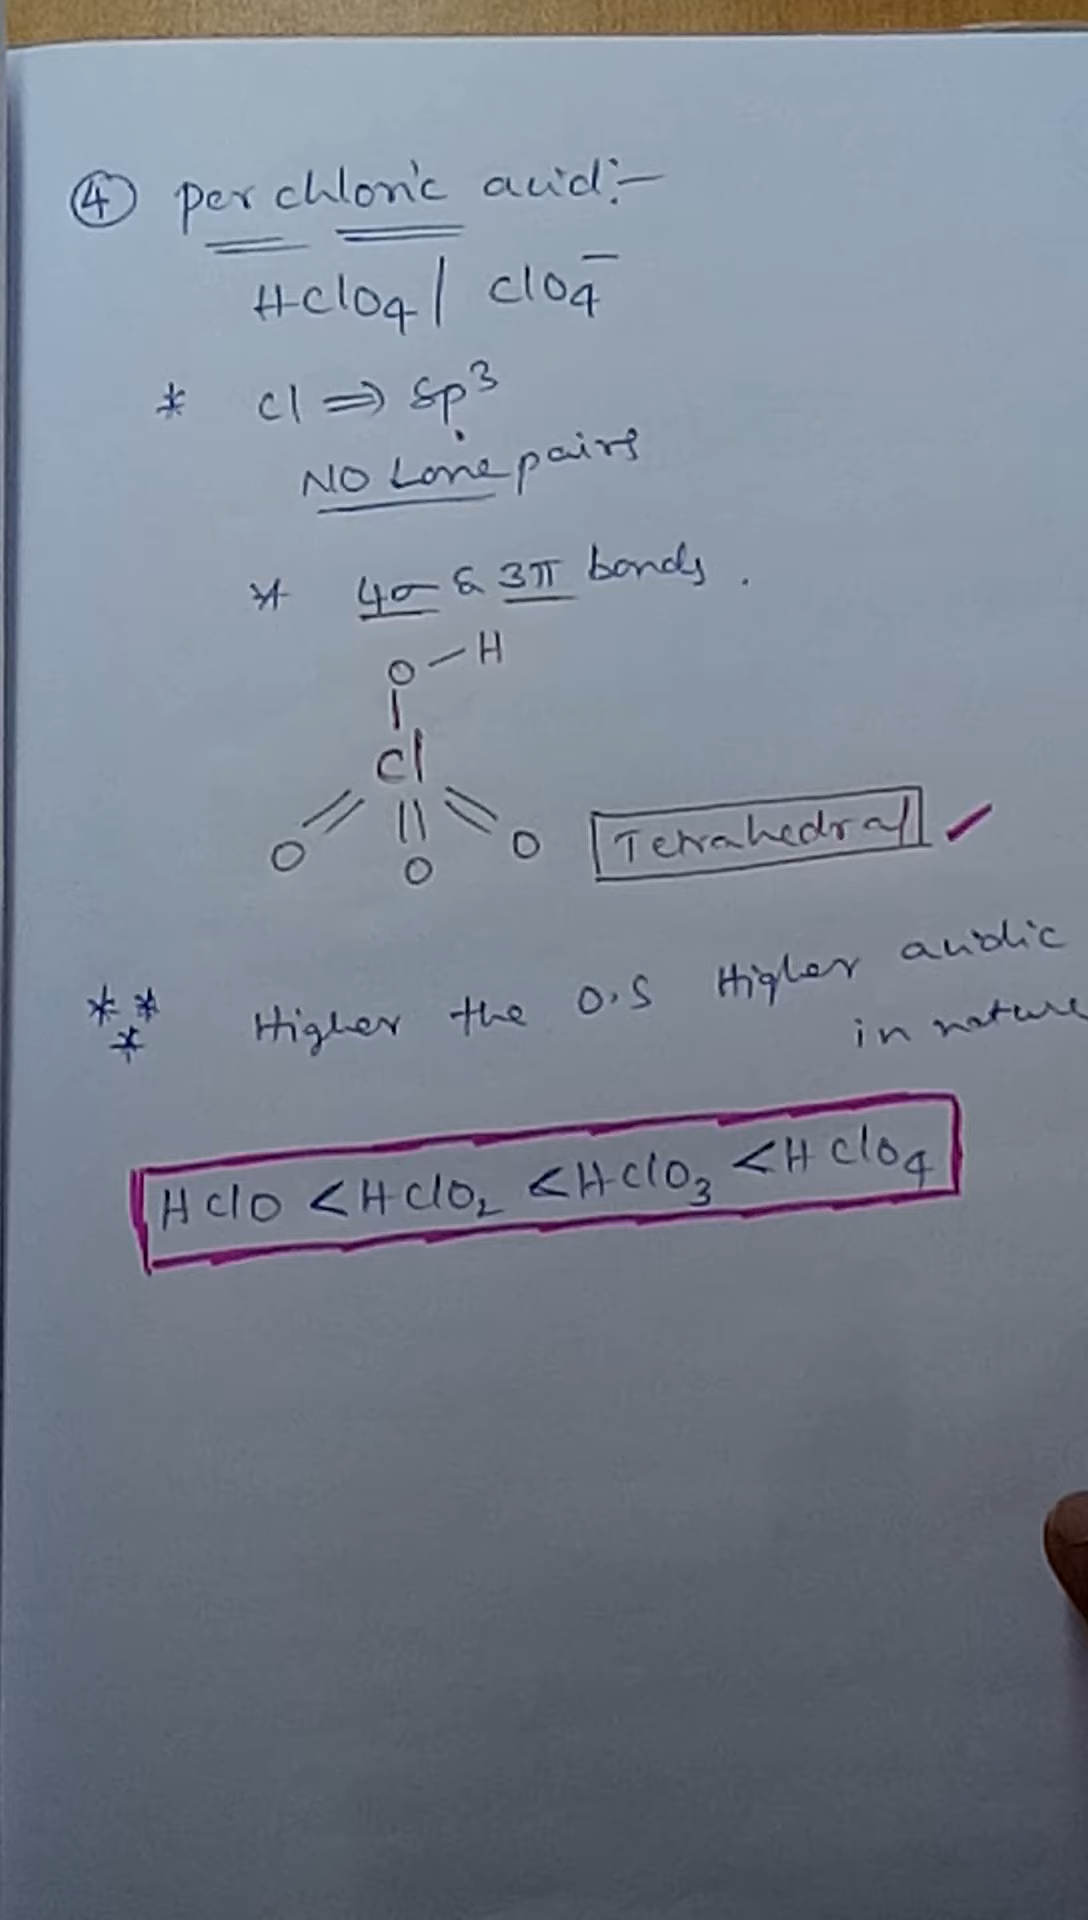 ④ per chloric acid:-
HClO4 / ClO4⁻
* Cl ⇒ Sp³
NO Lone pairs
* 4σ & 3π bonds.
O – H
Cl
O O O
Tetrahedral ✓
*** Higher the O.S Higher acidic
in nature
HClO < HClO₂ < HClO₃ < HClO₄